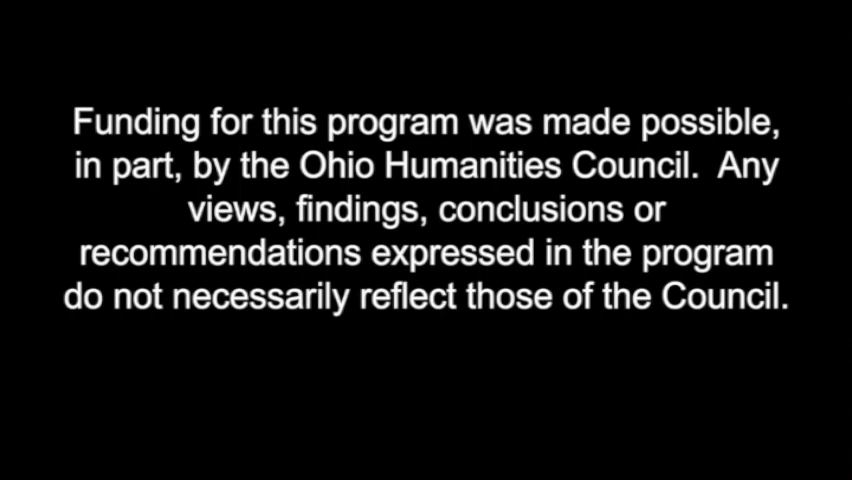 Funding for this program was made possible,
in part, by the Ohio Humanities Council.  Any
views, findings, conclusions or
recommendations expressed in the program
do not necessarily reflect those of the Council.